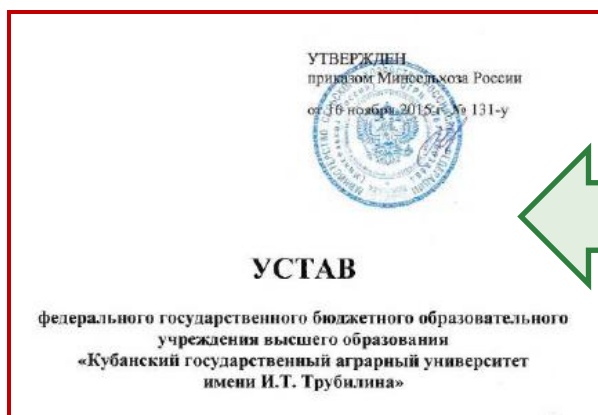 УТВЕРЖДЕН
приказом Минсельхоза России
от 16 ноября 2015 г. № 131-у
УСТАВ
федерального государственного бюджетного образовательного
учреждения высшего образования
«Кубанский государственный аграрный университет
имени И.Т. Трубилина»